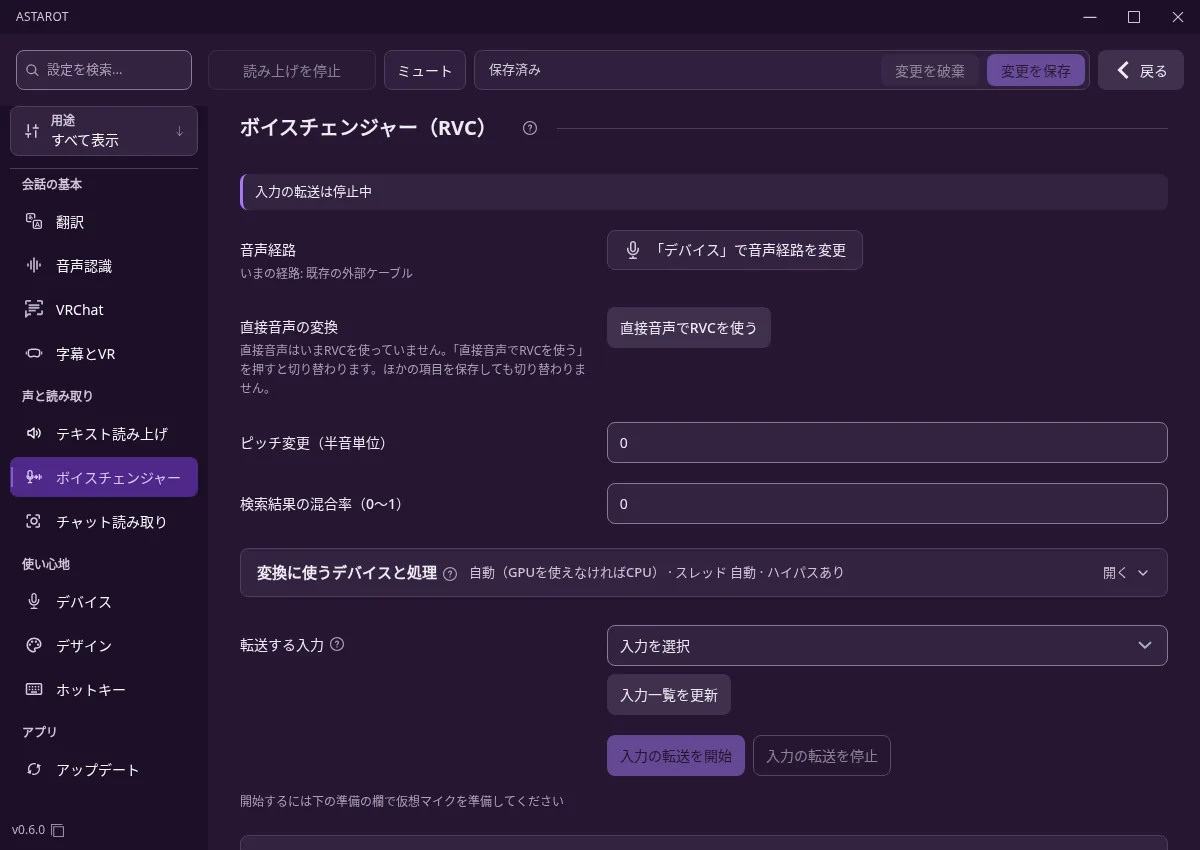 ASTAROT
設定を検索...
読み上げを停止
ミュート
保存済み
変更を破棄
変更を保存
戻る
用途
すべて表示
会話の基本
翻訳
音声認識
VRChat
字幕とVR
声と読み取り
テキスト読み上げ
ボイスチェンジャー
チャット読み取り
使い心地
デバイス
デザイン
ホットキー
アプリ
アップデート
v0.6.0
ボイスチェンジャー（RVC）
入力の転送は停止中
音声経路
いまの経路: 既存の外部ケーブル
「デバイス」で音声経路を変更
直接音声の変換
直接音声はいまRVCを使っていません。「直接音声でRVCを使う」
を押すと切り替わります。ほかの項目を保存しても切り替わりま
せん。
直接音声でRVCを使う
ピッチ変更（半音単位）
0
検索結果の混合率（0〜1）
0
変換に使うデバイスと処理
自動（GPUを使えなければCPU）· スレッド 自動 · ハイパスあり
開く
転送する入力
入力を選択
入力一覧を更新
入力の転送を開始
入力の転送を停止
開始するには下の準備の欄で仮想マイクを準備してください